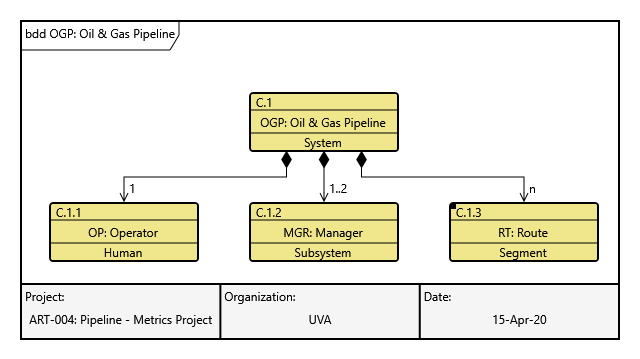 bdd OGP: Oil & Gas Pipeline
C.1
OGP: Oil & Gas Pipeline
System
1
1..2
n
C.1.1
OP: Operator
Human
C.1.2
MGR: Manager
Subsystem
C.1.3
RT: Route
Segment
Project:
ART-004: Pipeline - Metrics Project
Organization:
UVA
Date:
15-Apr-20